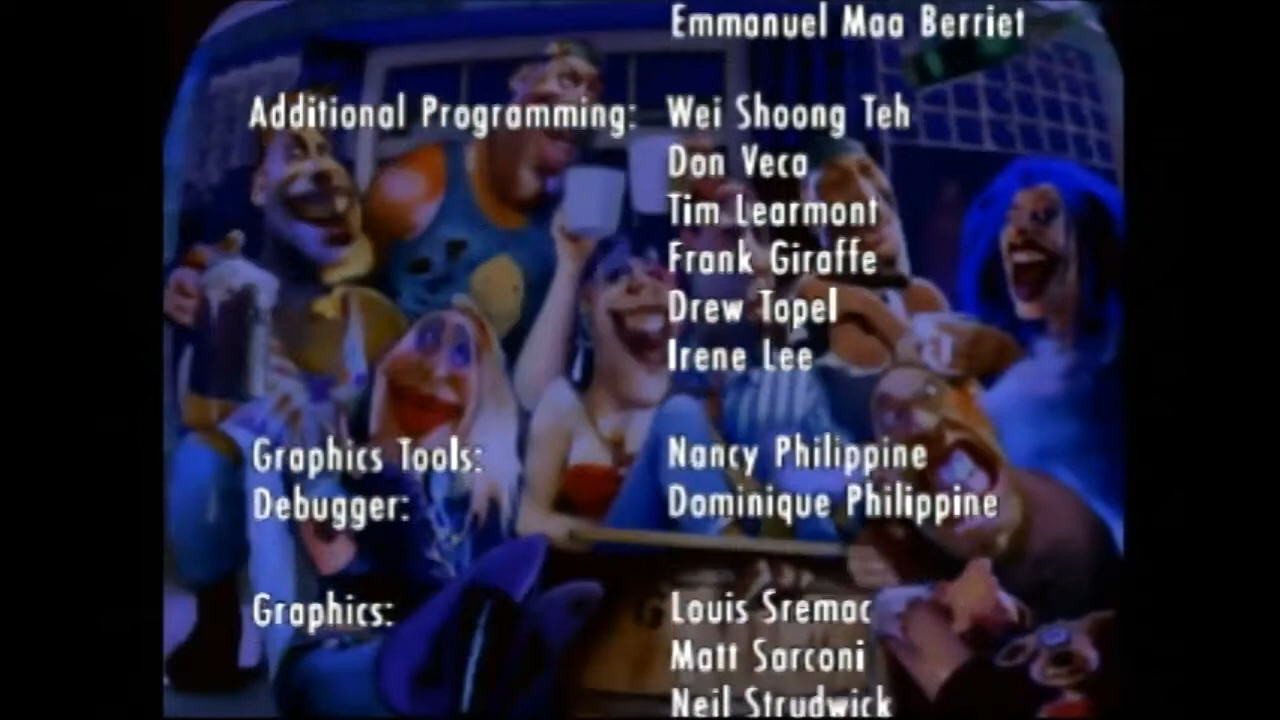 Emmanuel Maa Berriet
Additional Programming: Wei Shoong Teh
Don Veca
Tim Learmont
Frank Giraffe
Drew Topel
Irene Lee
Graphics Tools: Nancy Philippine
Debugger: Dominique Philippine
Graphics: Louis Sremac
Matt Sarconi
Neil Strudwick